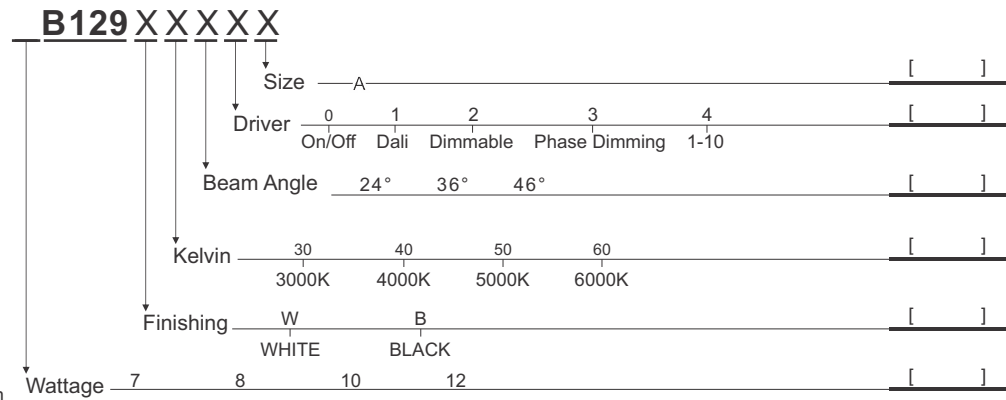 _B129XXXXX
Size A [ ]
Driver 0 1 2 3 4 [ ]
On/Off Dali Dimmable Phase Dimming 1-10
Beam Angle 24° 36° 46° [ ]
Kelvin 30 40 50 60 [ ]
3000K 4000K 5000K 6000K
Finishing W B [ ]
WHITE BLACK
Wattage 7 8 10 12 [ ]